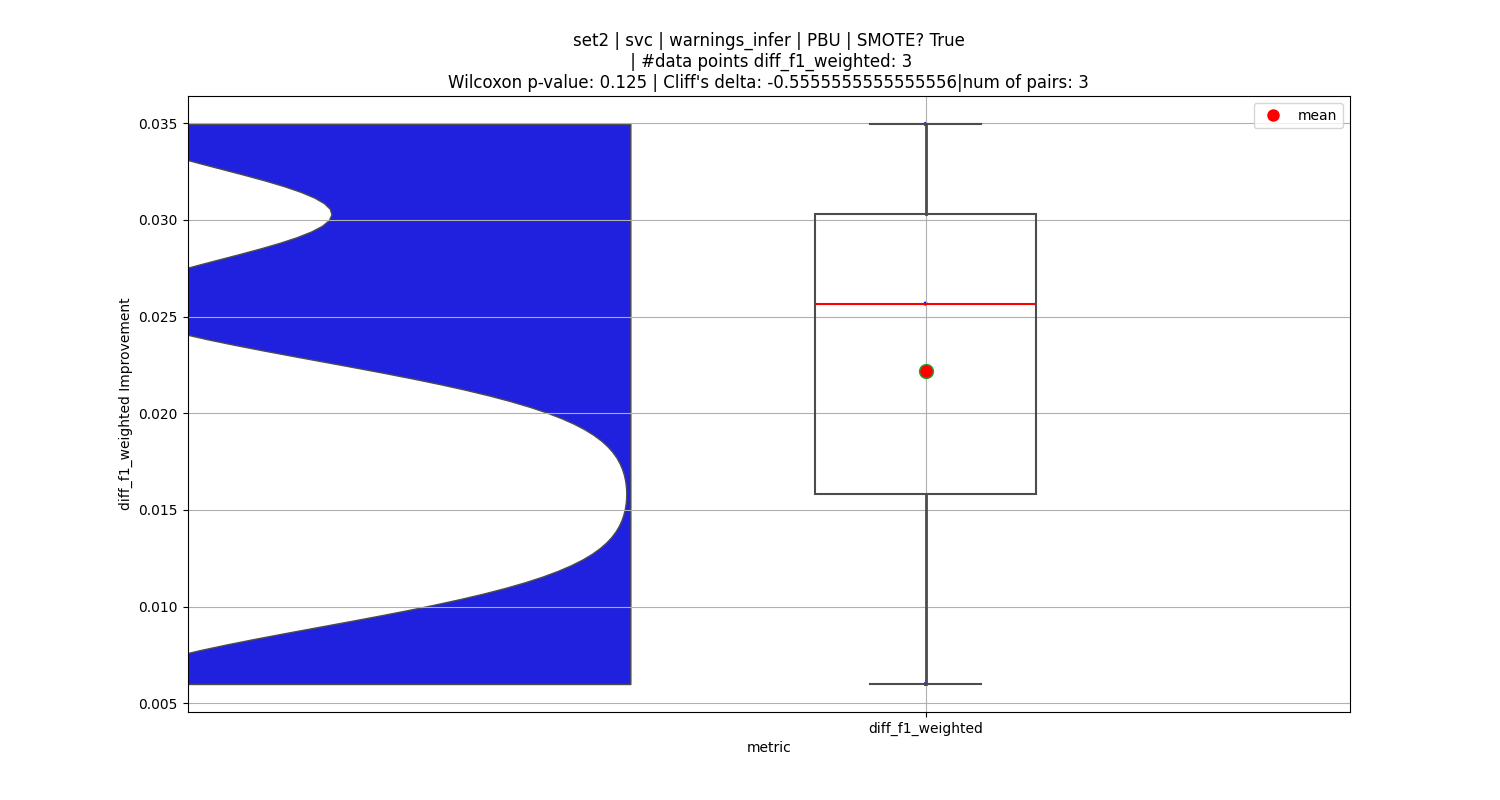 set2 | svc | warnings_infer | PBU | SMOTE? True
| #data points diff_f1_weighted: 3
Wilcoxon p-value: 0.125 | Cliff's delta: -0.5555555555555556|num of pairs: 3
mean
0.035
0.030
0.025
0.020
0.015
0.010
0.005
diff_f1_weighted Improvement
diff_f1_weighted
metric